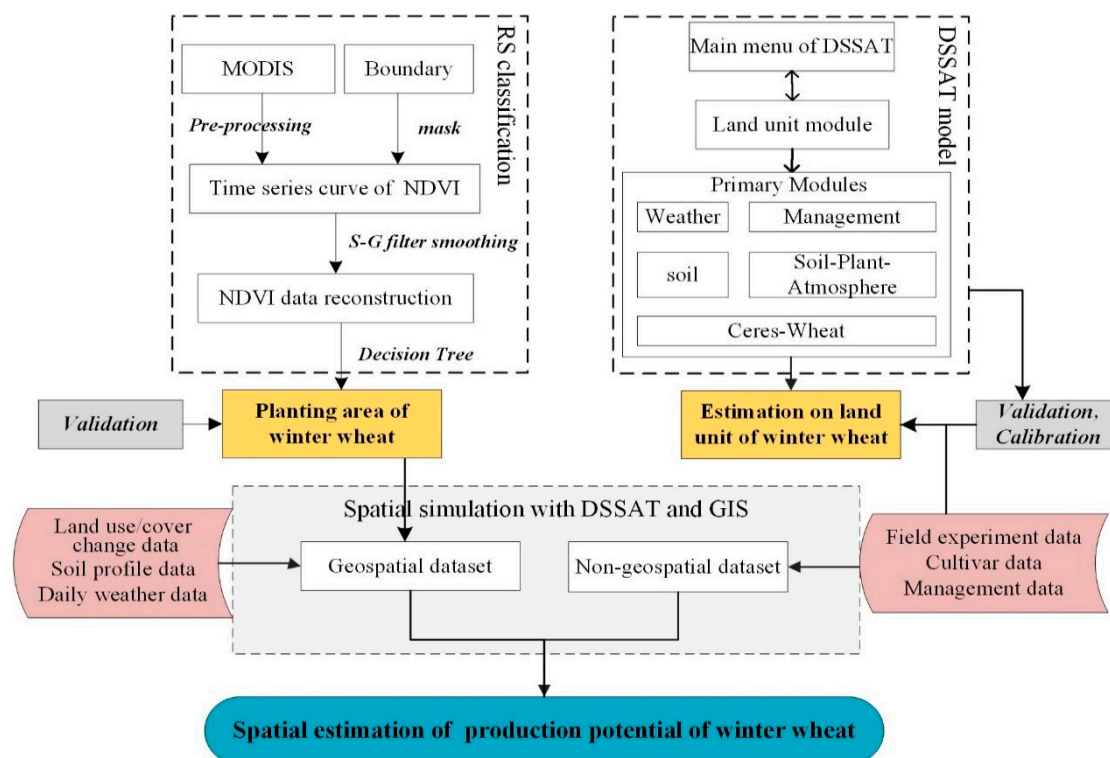 RS classification
MODIS
Boundary
Pre-processing
mask
Time series curve of NDVI
S-G filter smoothing
NDVI data reconstruction
Decision Tree
Validation
Planting area of
winter wheat
DSSAT model
Main menu of DSSAT
Land unit module
Primary Modules
Weather
Management
soil
Soil-Plant-
Atmosphere
Ceres-Wheat
Estimation on land
unit of winter wheat
Validation,
Calibration
Spatial simulation with DSSAT and GIS
Land use/cover
change data
Soil profile data
Daily weather data
Geospatial dataset
Non-geospatial dataset
Field experiment data
Cultivar data
Management data
Spatial estimation of production potential of winter wheat